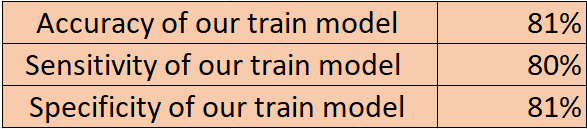 Accuracy of our train model 81%
Sensitivity of our train model 80%
Specificity of our train model 81%